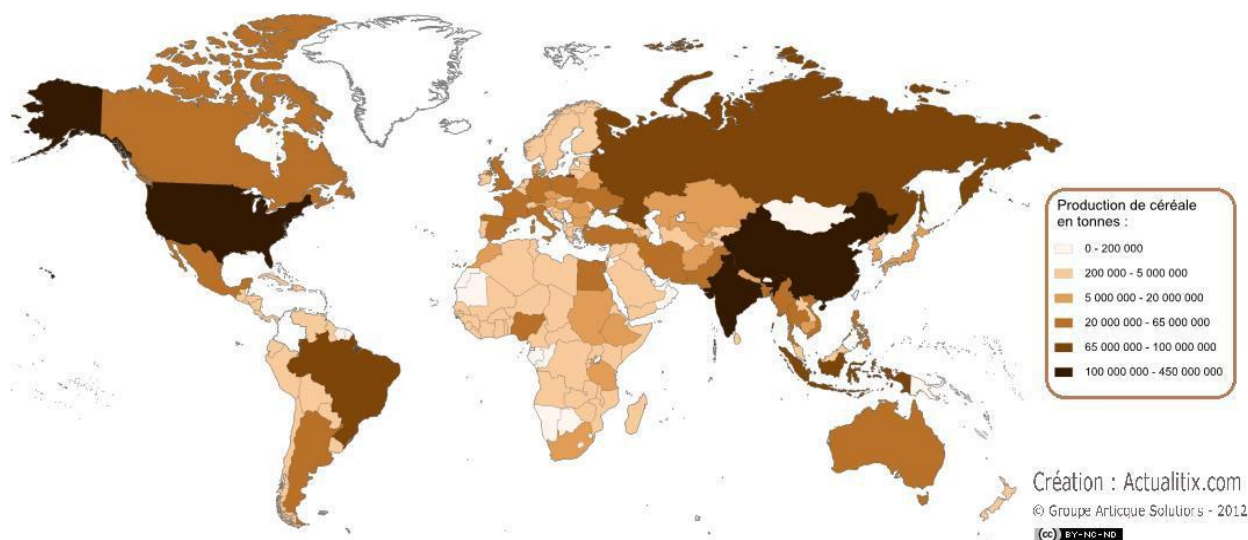 Production de céréale
en tonnes :
0 - 200 000
200 000 - 5 000 000
5 000 000 - 20 000 000
20 000 000 - 65 000 000
65 000 000 - 100 000 000
100 000 000 - 450 000 000
Création : Actualitix.com
© Groupe Articque Solutions - 2012
(cc) BY-NC-ND